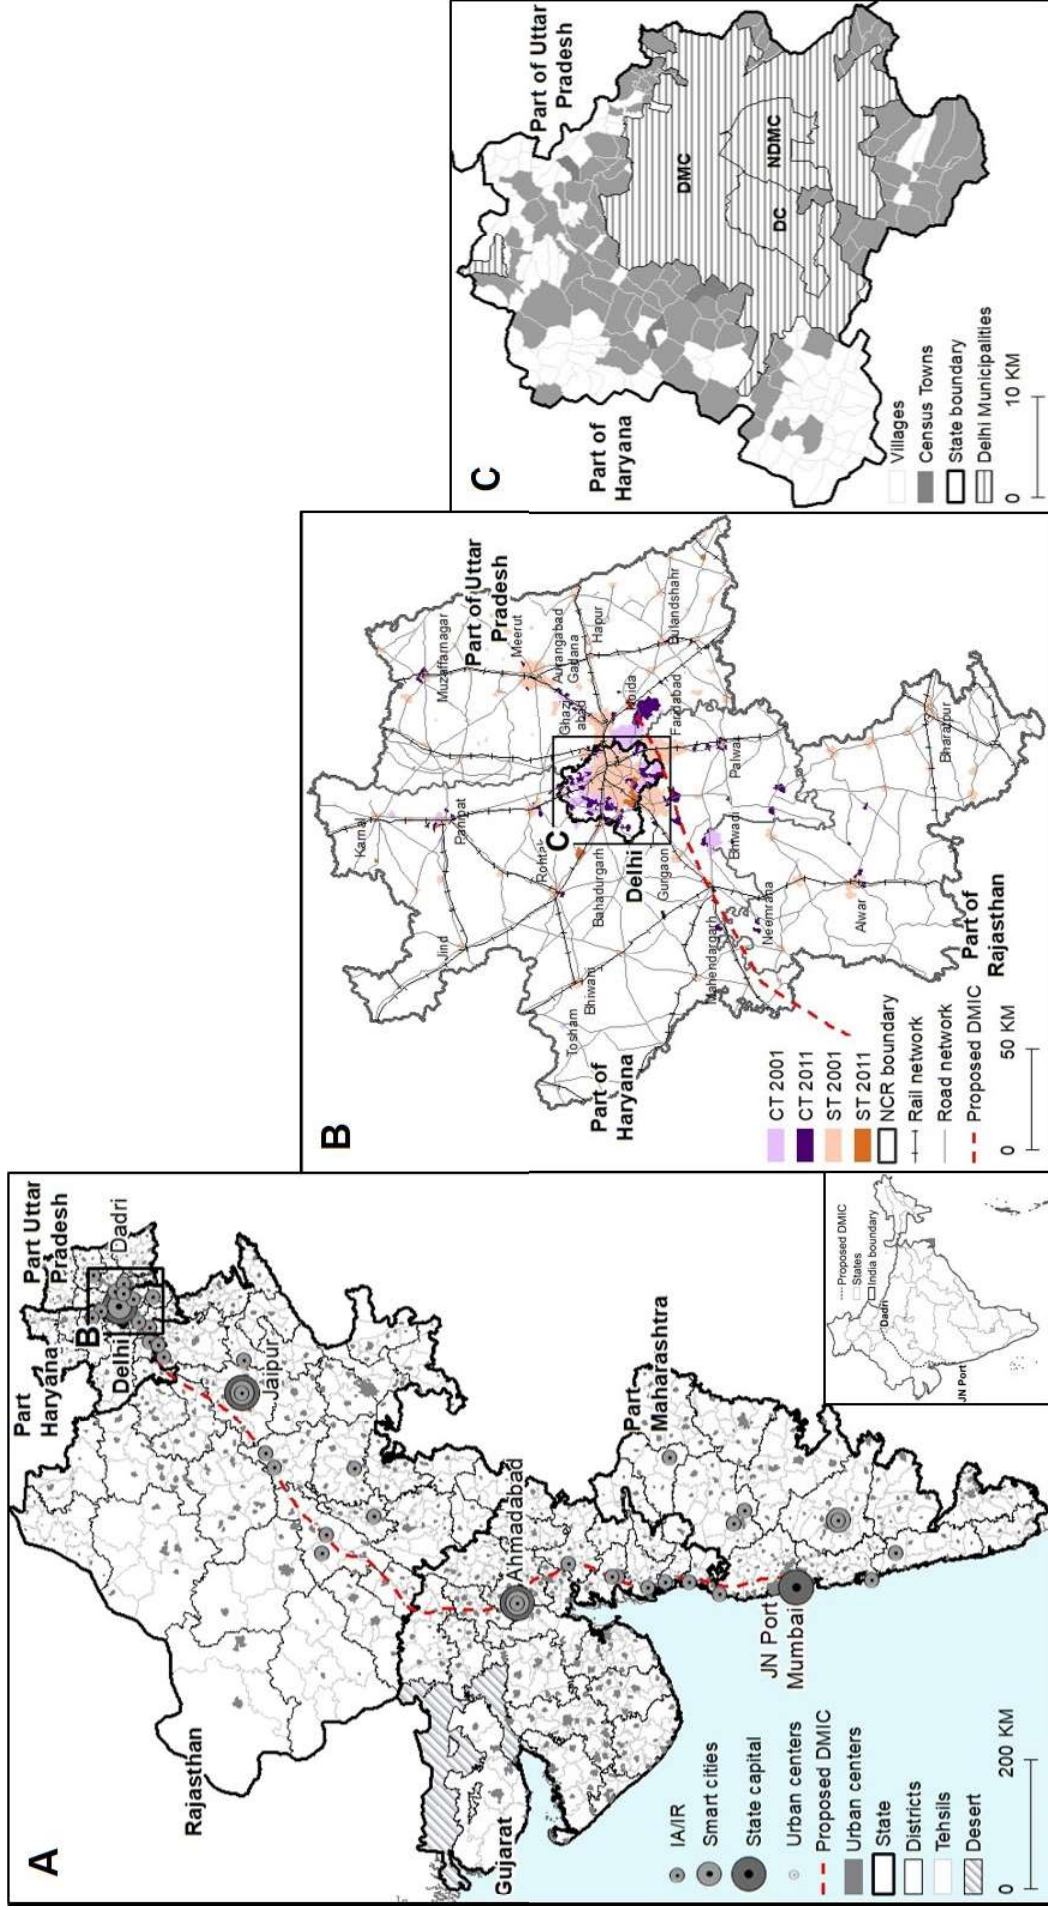 A
Part
Haryana
Part Uttar
Pradesh
B
Delhi
Dadri
Rajasthan
Jaipur
Gujarat
Ahmadabad
Part
Maharashtra
JN Port
Mumbai
IA/IR
Smart cities
State capital
Urban centers
Proposed DMIC
Urban centers
State
Districts
Tehsils
Desert
0 200 KM
Proposed DMIC
States
India boundary
Dadri
JN Port
B
Part of Uttar
Pradesh
Karnal
Muzaffarnagar
Panipat
Meerut
Jind
Aurangabad
Gadana
Hapur
Rohtak
Ghazi
abad
C
Bhiwani
Tosham
Bahadurgarh
Delhi
Noida
Bulandshahr
Gurgaon
Faridabad
Part of
Haryana
Mahendargarh
Bhiwadi
Palwal
Neemrana
Alwar
Bharatpur
Part of
Rajasthan
CT 2001
CT 2011
ST 2001
ST 2011
NCR boundary
Rail network
Road network
Proposed DMIC
0 50 KM
C
Part of Uttar
Pradesh
Part of
Haryana
DMC
DC
NDMC
Villages
Census Towns
State boundary
Delhi Municipalities
0 10 KM